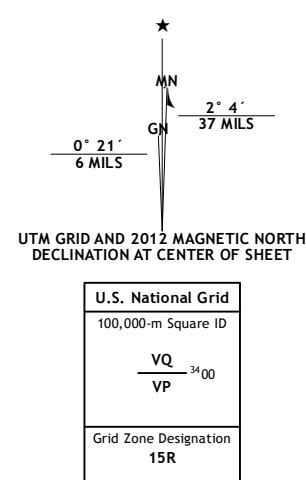 ★
MN
GN
2° 4´
37 MILS
0° 21´
6 MILS
UTM GRID AND 2012 MAGNETIC NORTH
DECLINATION AT CENTER OF SHEET
U.S. National Grid
100,000-m Square ID
VQ
3400
VP
Grid Zone Designation
15R